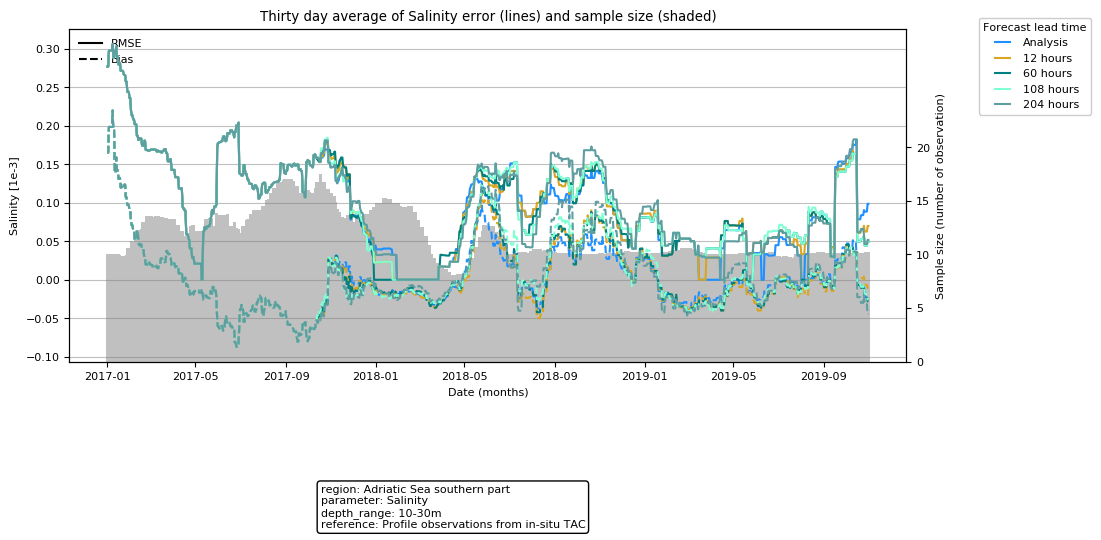 Thirty day average of Salinity error (lines) and sample size (shaded)
RMSE
Bias
Forecast lead time
Analysis
12 hours
60 hours
108 hours
204 hours
Salinity [1e-3]
0.30
0.25
0.20
0.15
0.10
0.05
0.00
−0.05
−0.10
Sample size (number of observation)
20
15
10
5
0
2017-01
2017-05
2017-09
2018-01
2018-05
2018-09
2019-01
2019-05
2019-09
Date (months)
region: Adriatic Sea southern part
parameter: Salinity
depth_range: 10-30m
reference: Profile observations from in-situ TAC